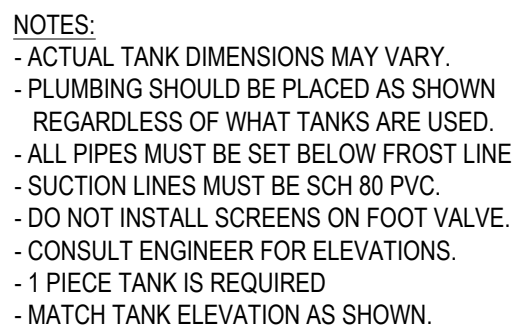 NOTES:
- ACTUAL TANK DIMENSIONS MAY VARY.
- PLUMBING SHOULD BE PLACED AS SHOWN
REGARDLESS OF WHAT TANKS ARE USED.
- ALL PIPES MUST BE SET BELOW FROST LINE
- SUCTION LINES MUST BE SCH 80 PVC.
- DO NOT INSTALL SCREENS ON FOOT VALVE.
- CONSULT ENGINEER FOR ELEVATIONS.
- 1 PIECE TANK IS REQUIRED
- MATCH TANK ELEVATION AS SHOWN.